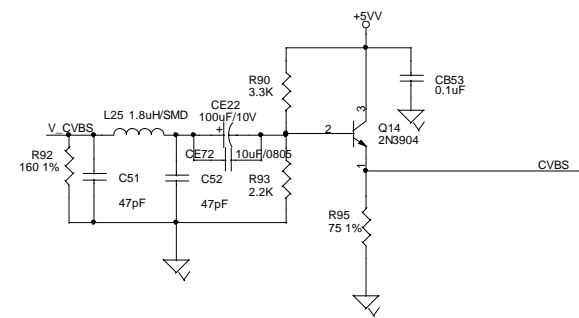 +5VV
R90
3.3K
CB53
0.1uF
CE22
100uF/10V
L25 1.8uH/SMD
V_CVBS
+
3
2
Q14
2N3904
1
R92
160 1%
CE72 10uF/0805
C51
47pF
C52
47pF
R93
2.2K
CVBS
R95
75 1%